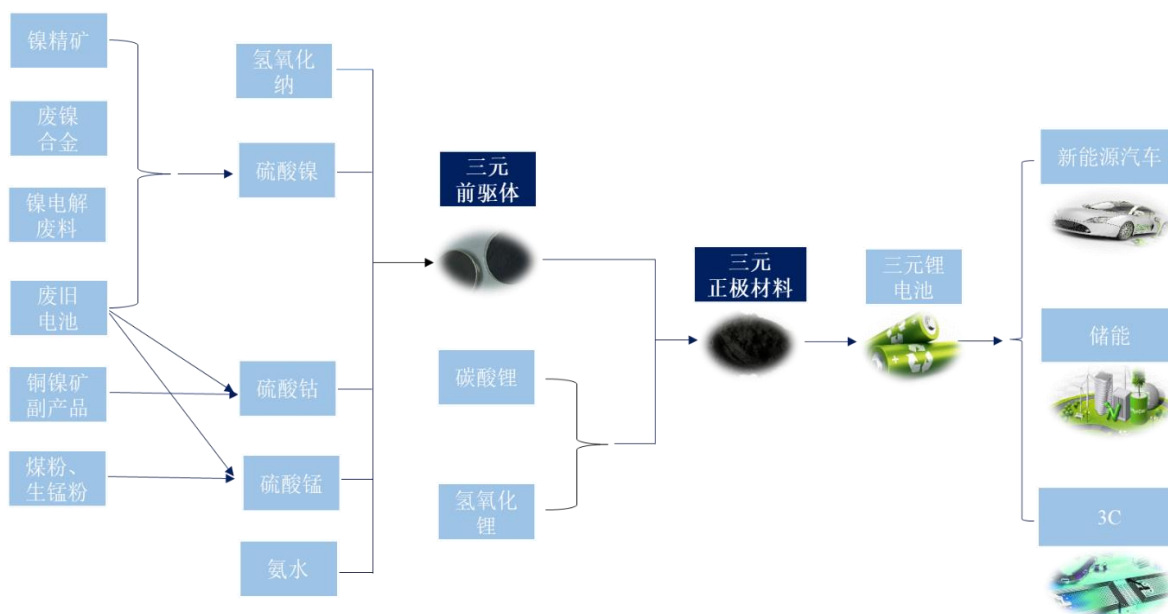 镍精矿
废镍
合金
镍电解
废料
废旧
电池
铜镍矿
副产品
煤粉、
生锰粉
氢氧化
纳
硫酸镍
硫酸钴
硫酸锰
氨水
三元
前驱体
碳酸锂
氢氧化
锂
三元
正极材料
三元锂
电池
新能源汽车
储能
3C